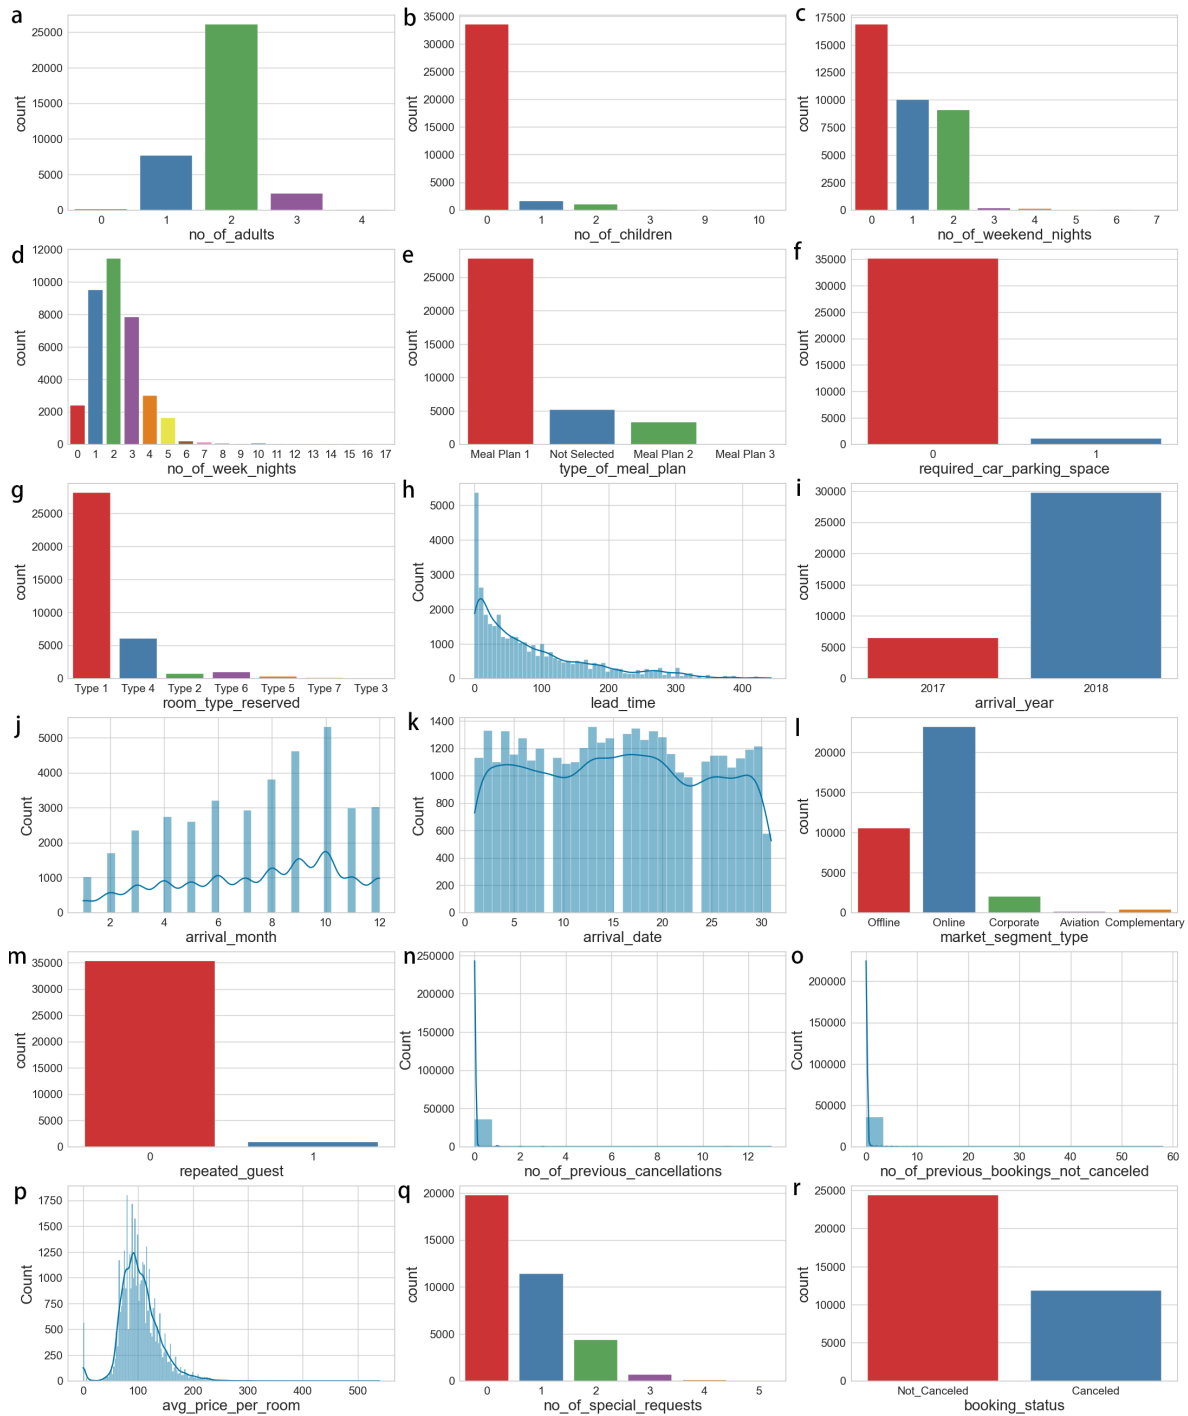 a
25000
20000
15000
10000
5000
0
count
0 1 2 3 4
no_of_adults
b
35000
30000
25000
20000
15000
10000
5000
0
count
0 1 2 3 9 10
no_of_children
c
17500
15000
12500
10000
7500
5000
2500
0
count
0 1 2 3 4 5 6 7
no_of_weekend_nights
d
12000
10000
8000
6000
4000
2000
0
count
0 1 2 3 4 5 6 7 8 9 10 11 12 13 14 15 16 17
no_of_week_nights
e
25000
20000
15000
10000
5000
0
count
Meal Plan 1 Not Selected Meal Plan 2 Meal Plan 3
type_of_meal_plan
f
35000
30000
25000
20000
15000
10000
5000
0
count
0 1
required_car_parking_space
g
25000
20000
15000
10000
5000
0
count
Type 1 Type 4 Type 2 Type 6 Type 5 Type 7 Type 3
room_type_reserved
h
5000
4000
3000
2000
1000
0
Count
0 100 200 300 400
lead_time
i
30000
25000
20000
15000
10000
5000
0
count
2017 2018
arrival_year
j
5000
4000
3000
2000
1000
0
Count
2 4 6 8 10 12
arrival_month
k
1400
1200
1000
800
600
400
200
0
Count
0 5 10 15 20 25 30
arrival_date
l
20000
15000
10000
5000
0
count
Offline Online Corporate Aviation Complementary
market_segment_type
m
35000
30000
25000
20000
15000
10000
5000
0
count
0 1
repeated_guest
n
250000
200000
150000
100000
50000
0
Count
0 2 4 6 8 10 12
no_of_previous_cancellations
o
200000
150000
100000
50000
0
Count
0 10 20 30 40 50 60
no_of_previous_bookings_not_canceled
p
1750
1500
1250
1000
750
500
250
0
Count
0 100 200 300 400 500
avg_price_per_room
q
20000
15000
10000
5000
0
count
0 1 2 3 4 5
no_of_special_requests
r
25000
20000
15000
10000
5000
0
count
Not_Canceled Canceled
booking_status